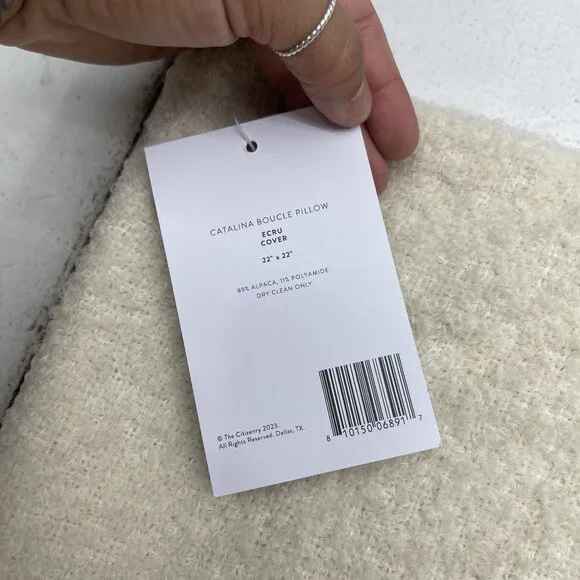 CATALINA BOUCLE PILLOW
ECRU
COVER
22" x 22"
89% ALPACA, 11% POLYAMIDE
DRY CLEAN ONLY
© The Citizenry 2023.
All Rights Reserved. Dallas, TX.
8 10150 06891 7